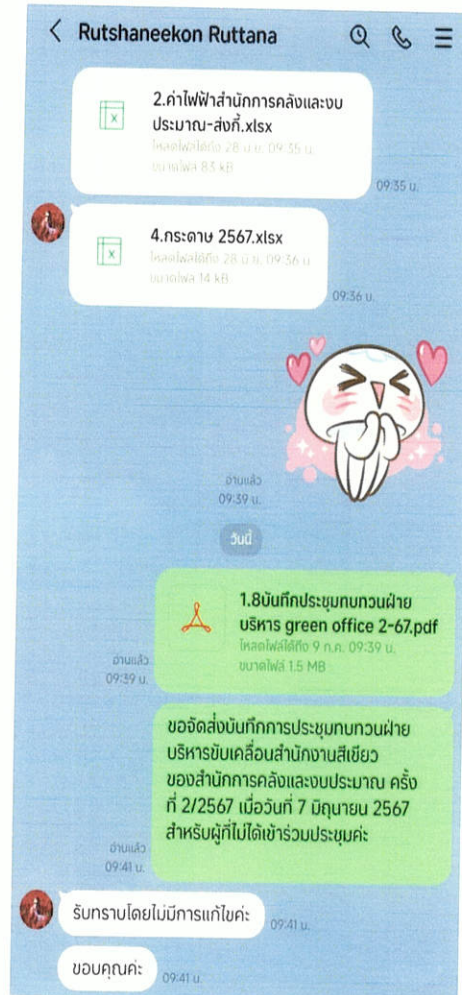 Rutshaneekon Ruttana
2.ค่าไฟฟ้าสำนักการคลังและงบ
ประมาณ-ส่งกี้.xlsx
โหลดไฟล์ได้ถึง 28 มิ.ย. 09:35 น.
ขนาดไฟล์ 83 kB
09:35 น.
4.กระดาษ 2567.xlsx
โหลดไฟล์ได้ถึง 28 มิ.ย. 09:36 น.
ขนาดไฟล์ 14 kB
09:36 น.
อ่านแล้ว
09:39 น.
วันนี้
1.8บันทึกประชุมทบทวนฝ่าย
บริหาร green office 2-67.pdf
โหลดไฟล์ได้ถึง 9 ก.ค. 09:39 น.
ขนาดไฟล์ 1.5 MB
อ่านแล้ว
09:39 น.
ขอจัดส่งบันทึกการประชุมทบทวนฝ่าย
บริหารขับเคลื่อนสำนักงานสีเขียว
ของสำนักการคลังและงบประมาณ ครั้ง
ที่ 2/2567 เมื่อวันที่ 7 มิถุนายน 2567
สำหรับผู้ที่ไม่ได้เข้าร่วมประชุมค่ะ
อ่านแล้ว
09:41 น.
รับทราบโดยไม่มีการแก้ไขค่ะ
09:41 น.
ขอบคุณค่ะ
09:41 น.